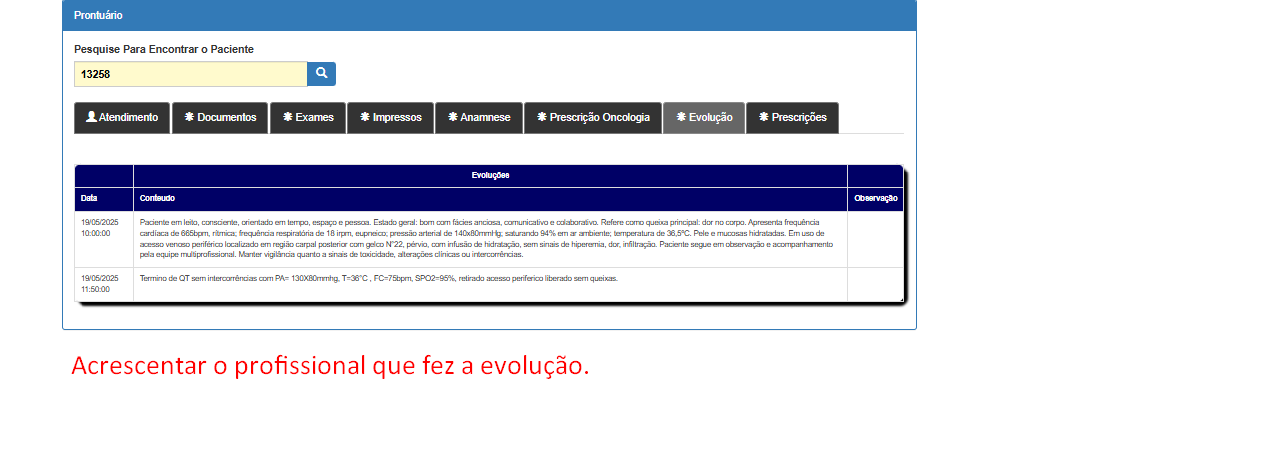 Prontuário
Pesquise Para Encontrar o Paciente
13258
Atendimento Documentos Exames Impressos Anamnese Prescrição Oncologia Evolução Prescrições
Evoluções
Data Conteudo Observação
19/05/2025 10:00:00
Paciente em leito, consciente, orientado em tempo, espaço e pessoa. Estado geral: bom com fácies anciosa, comunicativo e colaborativo. Refere como queixa principal: dor no corpo. Apresenta frequência
cardíaca de 665bpm, rítmica; frequência respiratória de 18 irpm, eupneico; pressão arterial de 140x80mmHg; saturando 94% em ar ambiente; temperatura de 36,5ºC. Pele e mucosas hidratadas. Em uso de
acesso venoso periférico localizado em região carpal posterior com gelco N°22, pérvio, com infusão de hidratação, sem sinais de hiperemia, dor, infiltração. Paciente segue em observação e acompanhamento
pela equipe multiprofissional. Manter vigilância quanto a sinais de toxicidade, alterações clínicas ou intercorrências.
19/05/2025 11:50:00
Termino de QT sem intercorrências com PA= 130X80mmhg, T=36°C , FC=75bpm, SPO2=95%, retirado acesso periferico liberado sem queixas.
Acrescentar o profissional que fez a evolução.